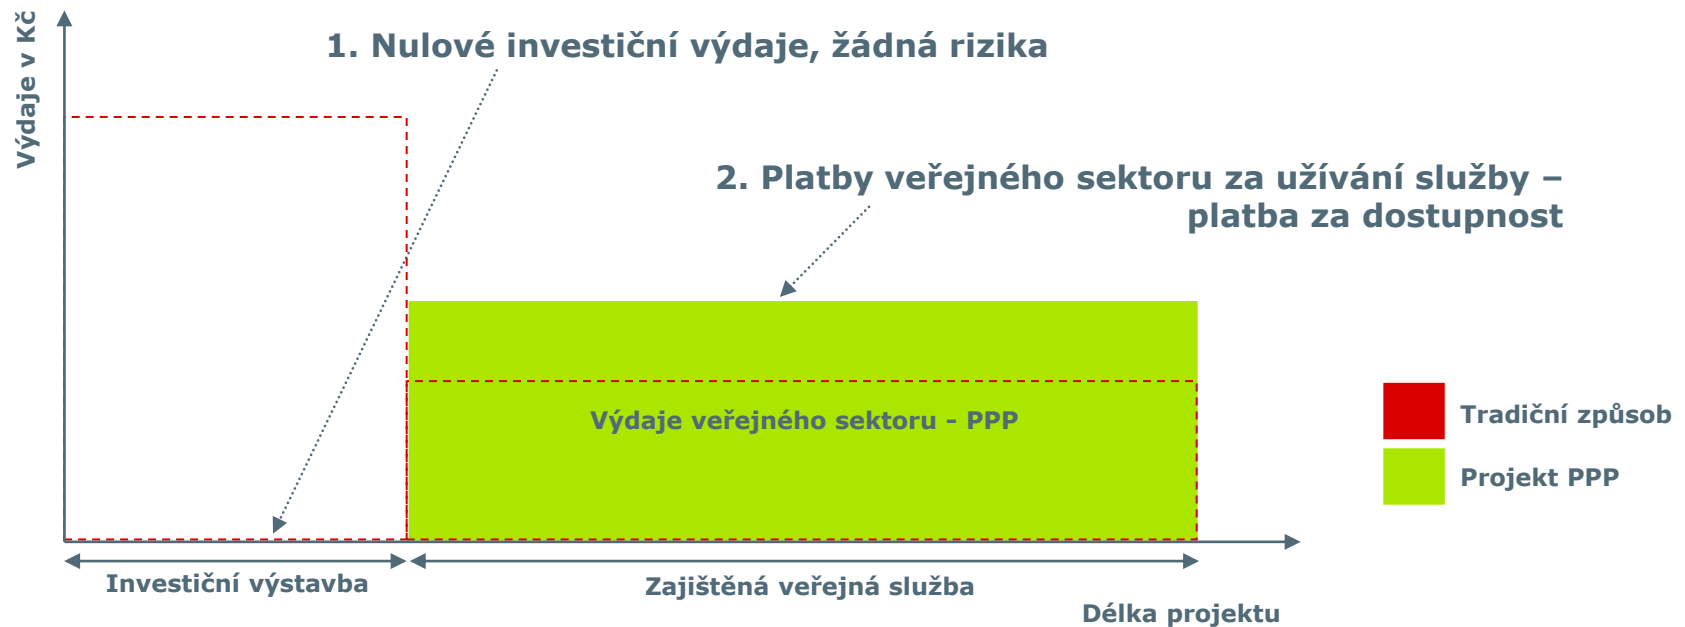 Výdaje v Kč
1. Nulové investiční výdaje, žádná rizika
2. Platby veřejného sektoru za užívání služby –
platba za dostupnost
Výdaje veřejného sektoru - PPP
Tradiční způsob
Projekt PPP
Investiční výstavba
Zajištěná veřejná služba
Délka projektu